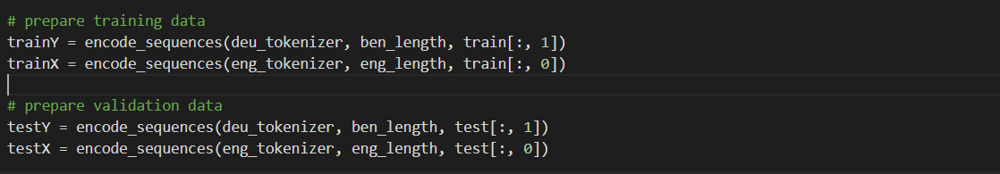 # prepare training data
trainY = encode_sequences(deu_tokenizer, ben_length, train[:, 1])
trainX = encode_sequences(eng_tokenizer, eng_length, train[:, 0])
# prepare validation data
testY = encode_sequences(deu_tokenizer, ben_length, test[:, 1])
testX = encode_sequences(eng_tokenizer, eng_length, test[:, 0])